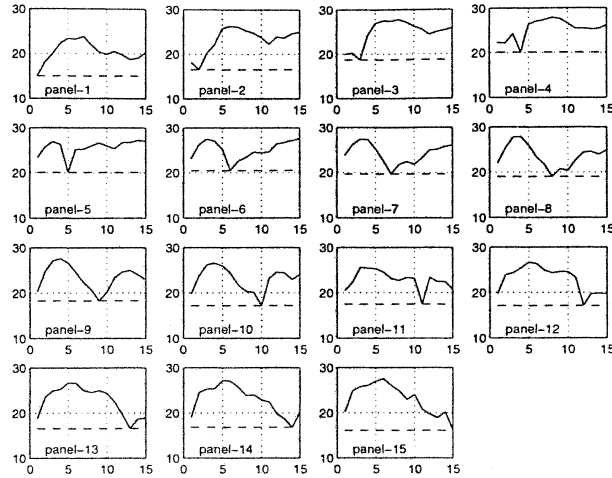 30 30 30 30
20 20 20 20
panel-1 panel-2 panel-3 panel-4
10 10 10 10
0 5 10 15 0 5 10 15 0 5 10 15 0 5 10 15
30 30 30 30
20 20 20 20
panel-5 panel-6 panel-7 panel-8
10 10 10 10
0 5 10 15 0 5 10 15 0 5 10 15 0 5 10 15
30 30 30 30
20 20 20 20
panel-9 panel-10 panel-11 panel-12
10 10 10 10
0 5 10 15 0 5 10 15 0 5 10 15 0 5 10 15
30 30 30
20 20 20
panel-13 panel-14 panel-15
10 10 10
0 5 10 15 0 5 10 15 0 5 10 15